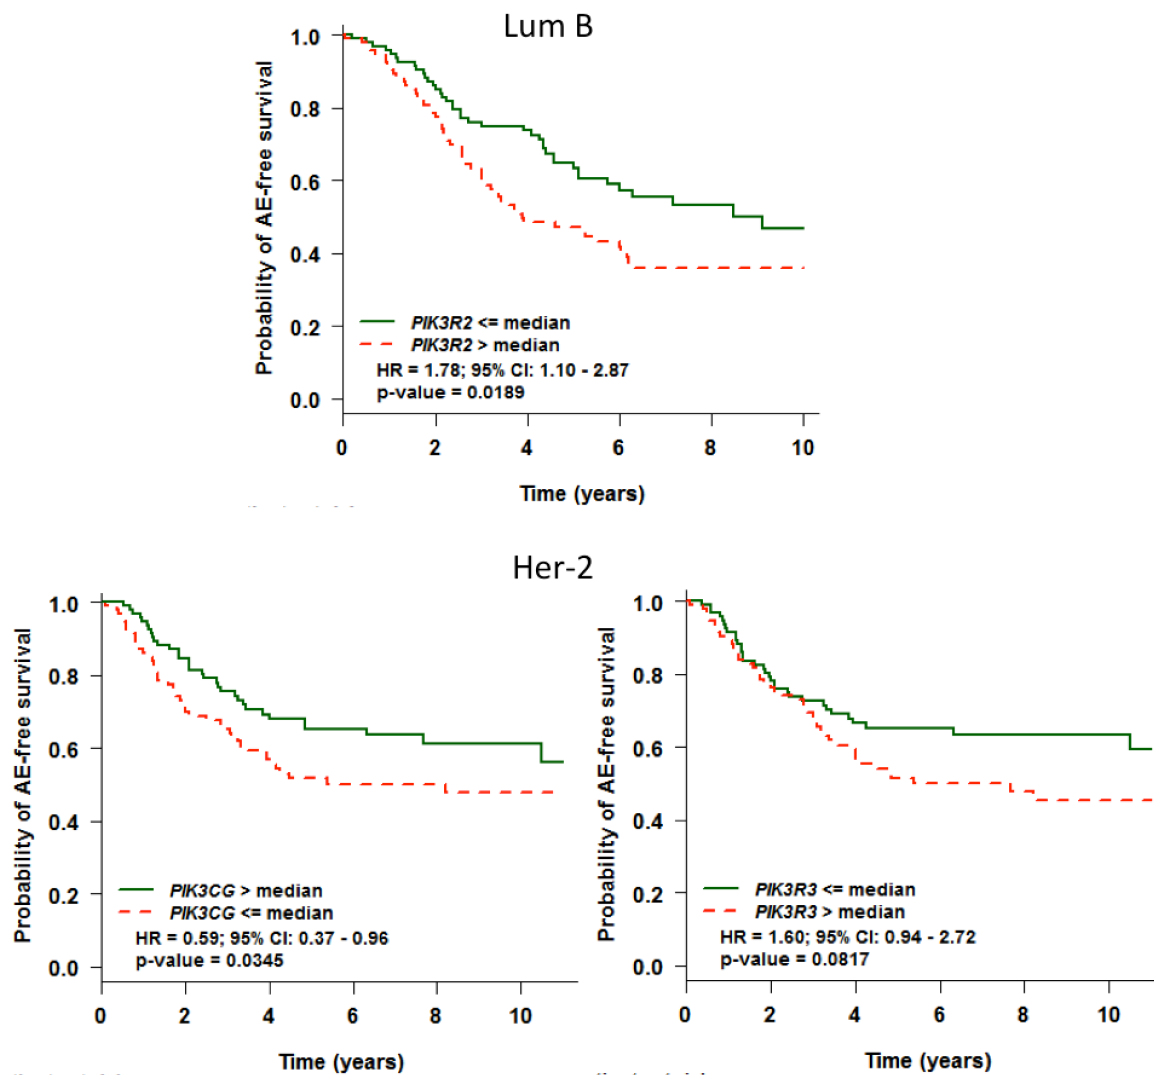 Lum B
Probability of AE-free survival
1.0
0.8
0.6
0.4
0.2
0.0
PIK3R2 <= median
PIK3R2 > median
HR = 1.78; 95% CI: 1.10 - 2.87
p-value = 0.0189
0 2 4 6 8 10
Time (years)
Her-2
Probability of AE-free survival
1.0
0.8
0.6
0.4
0.2
0.0
PIK3CG > median
PIK3CG <= median
HR = 0.59; 95% CI: 0.37 - 0.96
p-value = 0.0345
0 2 4 6 8 10
Time (years)
Probability of AE-free survival
1.0
0.8
0.6
0.4
0.2
0.0
PIK3R3 <= median
PIK3R3 > median
HR = 1.60; 95% CI: 0.94 - 2.72
p-value = 0.0817
0 2 4 6 8 10
Time (years)